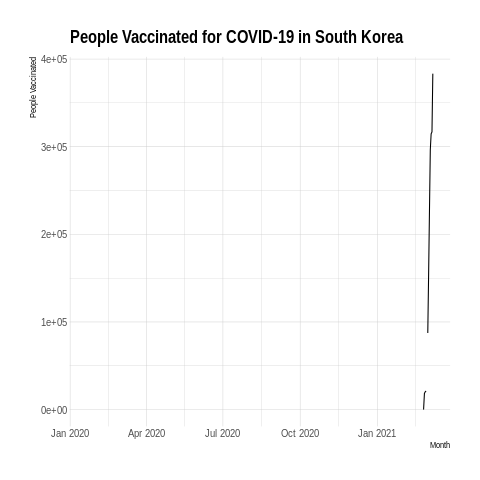 People Vaccinated for COVID-19 in South Korea
People Vaccinated
4e+05
3e+05
2e+05
1e+05
0e+00
Jan 2020 Apr 2020 Jul 2020 Oct 2020 Jan 2021
Month